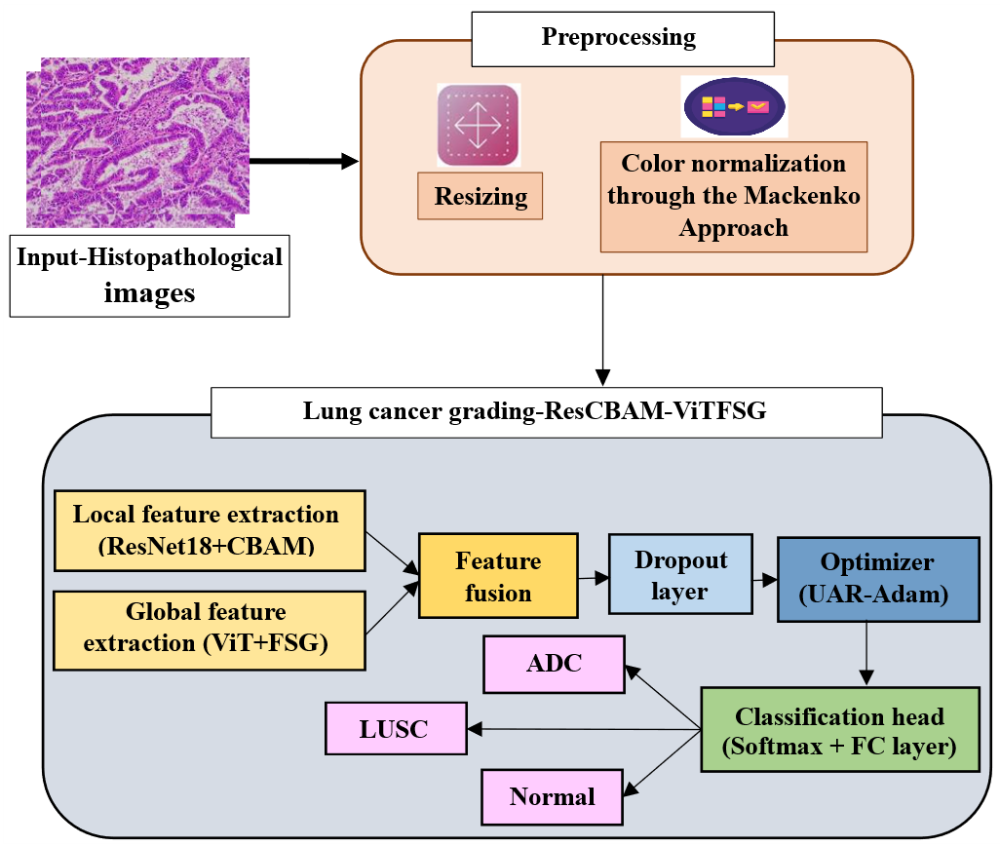 Preprocessing
Resizing
Color normalization
through the Mackenko
Approach
Input-Histopathological
images
Lung cancer grading-ResCBAM-ViTFSG
Local feature extraction
(ResNet18+CBAM)
Global feature
extraction (ViT+FSG)
Feature
fusion
Dropout
layer
Optimizer
(UAR-Adam)
Classification head
(Softmax + FC layer)
ADC
LUSC
Normal